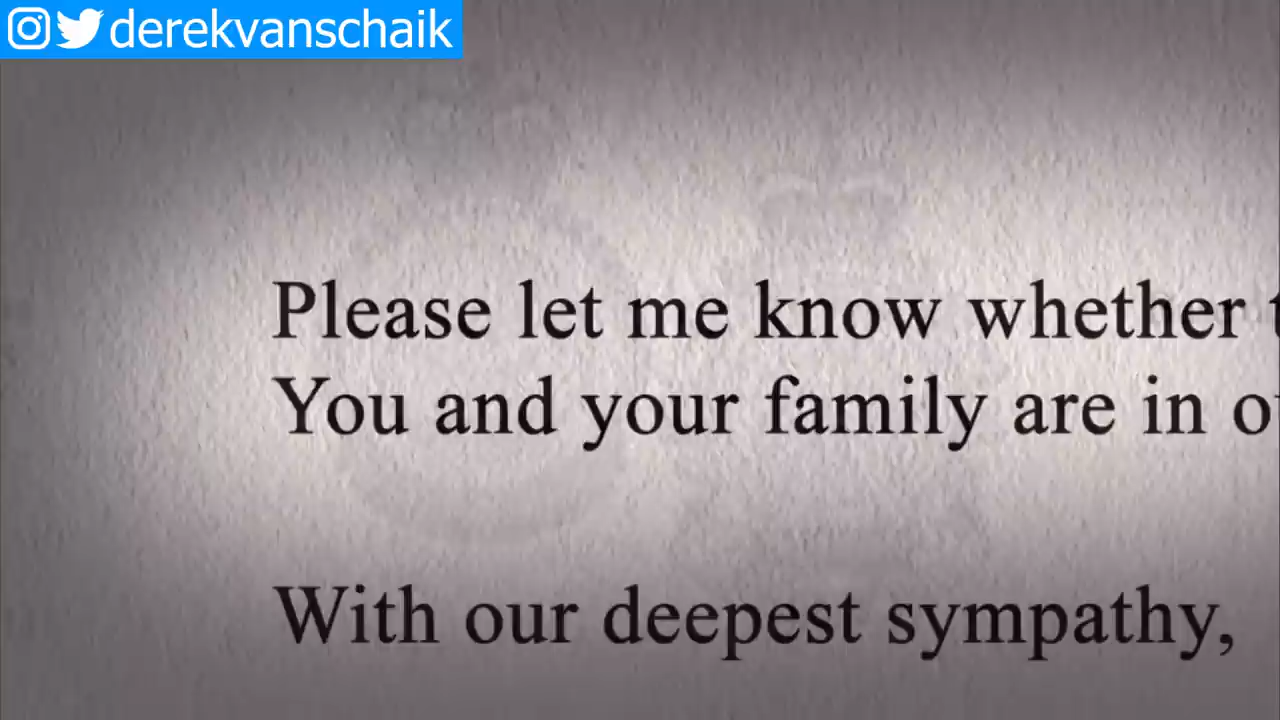 derekvanschaik
Please let me know whether
You and your family are in
With our deepest sympathy,